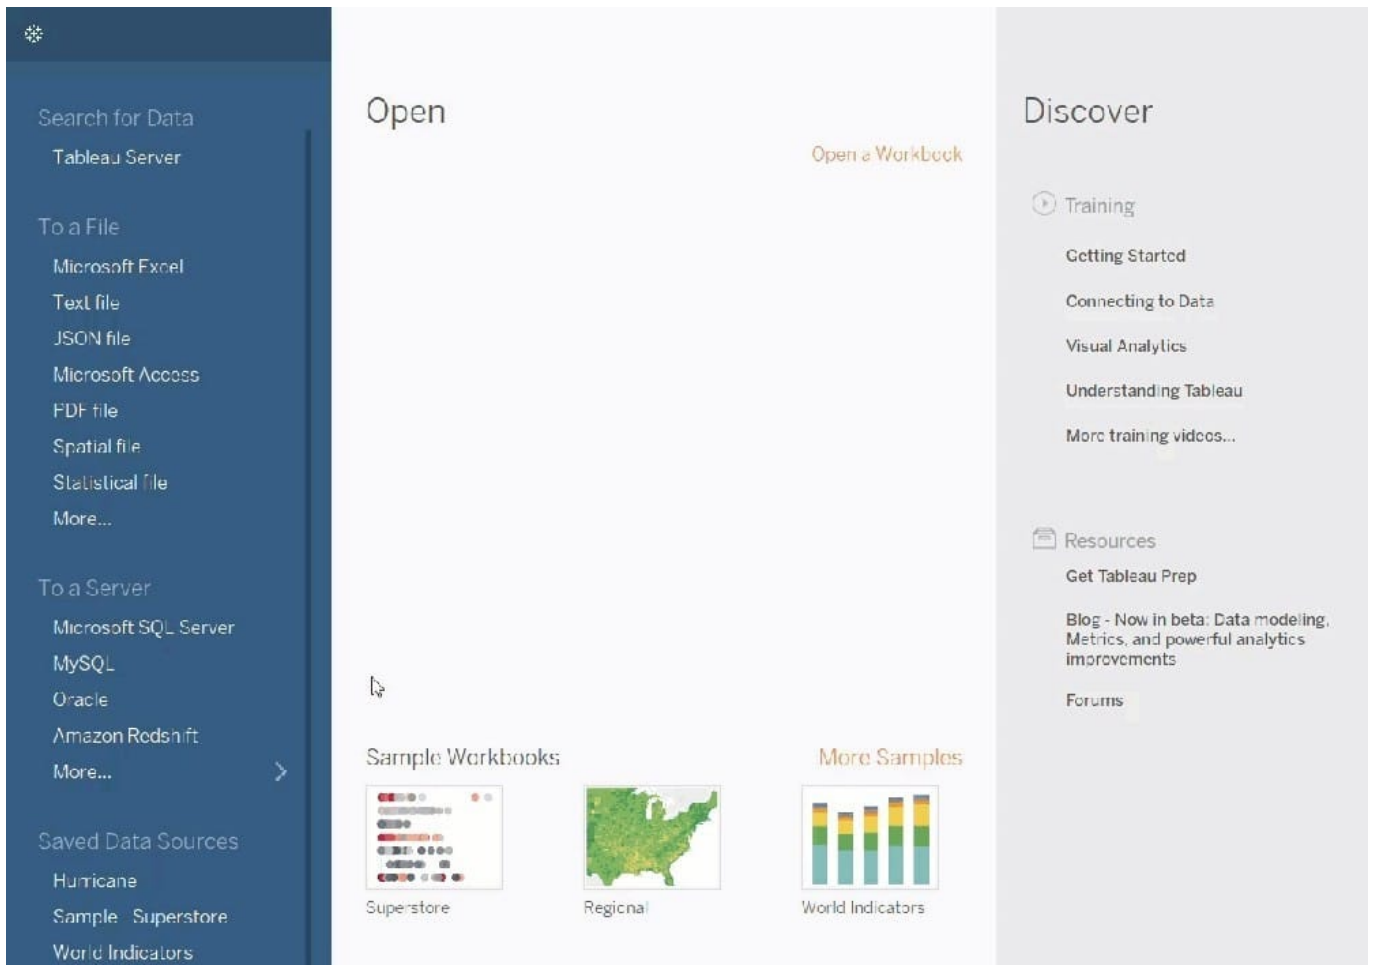 Search for Data
Tableau Server
To a File
Microsoft Excel
Text file
JSON file
Microsoft Access
PDF file
Spatial file
Statistical file
More...
To a Server
Microsoft SQL Server
MySQL
Oracle
Amazon Redshift
More...
Saved Data Sources
Hurricane
Sample Superstore
World Indicators
Open
Open a Workbook
Sample Workbooks
More Samples
Superstore
Regional
World Indicators
Discover
Training
Getting Started
Connecting to Data
Visual Analytics
Understanding Tableau
More training videos...
Resources
Get Tableau Prep
Blog - Now in beta: Data modeling,
Metrics, and powerful analytics
improvements
Forums